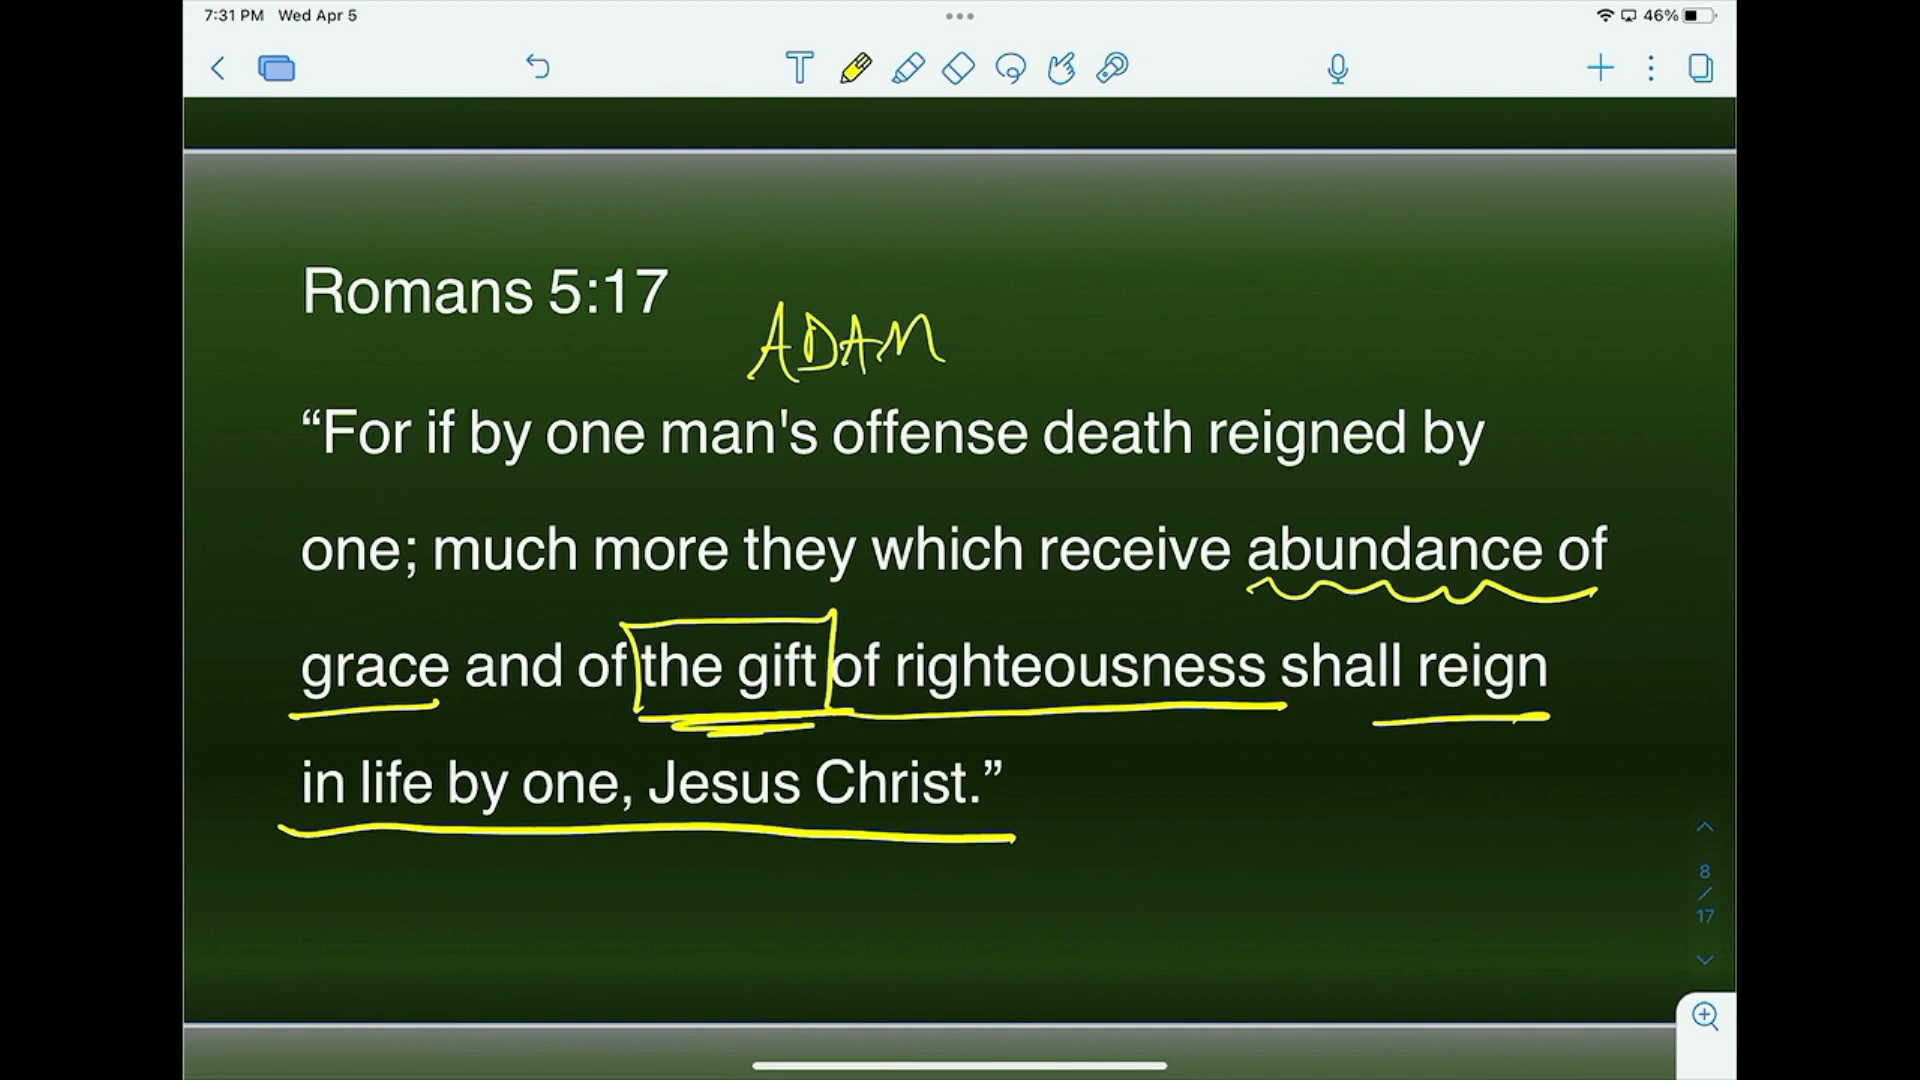 7:31 PM Wed Apr 5
46%
Romans 5:17
ADAM
“For if by one man's offense death reigned by
one; much more they which receive abundance of
grace and of the gift of righteousness shall reign
in life by one, Jesus Christ.”
8
/
17